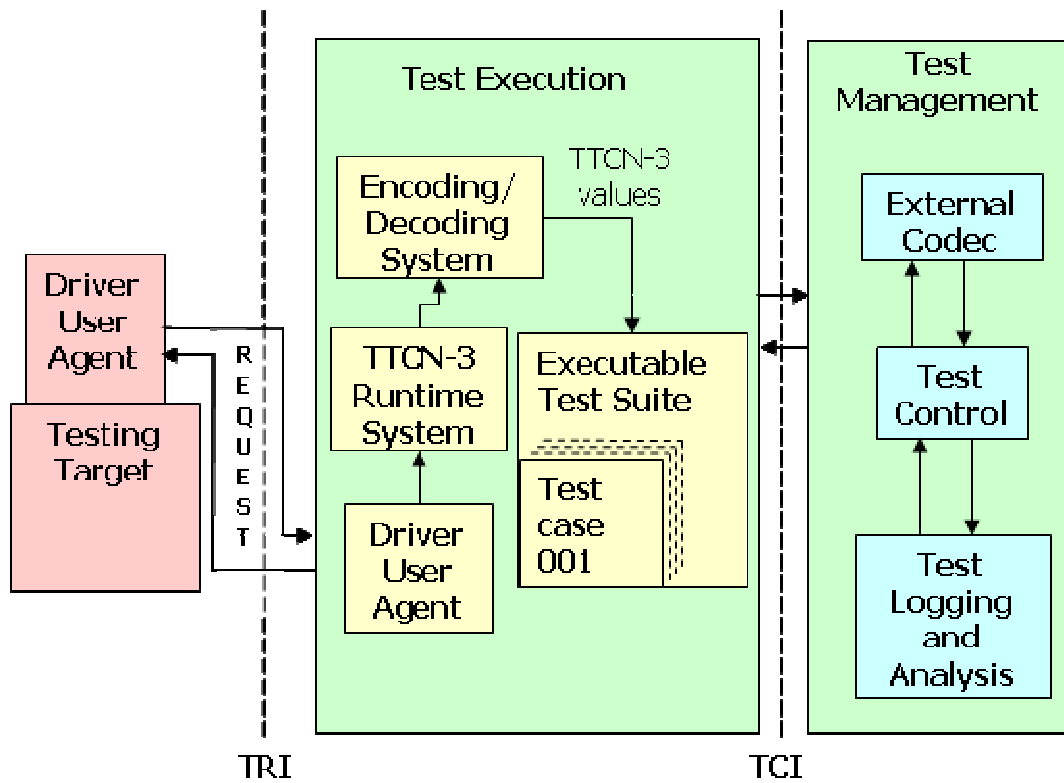 Test Execution
Test
Management
TTCN-3
values
Encoding/
Decoding
System
External
Codec
Driver
User
Agent
REQUEST
TTCN-3
Runtime
System
Executable
Test Suite
Test
Control
Testing
Target
Test
case
001
Driver
User
Agent
Test
Logging
and
Analysis
TRI
TCI